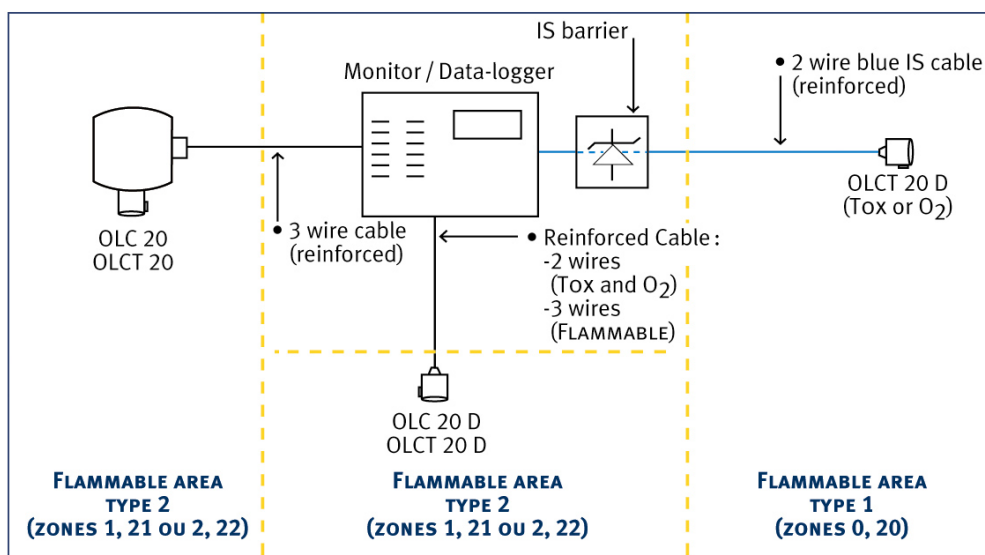 IS barrier
Monitor / Data-logger
• 2 wire blue IS cable
(reinforced)
OLC 20
OLCT 20
• 3 wire cable
(reinforced)
• Reinforced Cable :
-2 wires
(Tox and O2)
-3 wires
(FLAMMABLE)
OLCT 20 D
(Tox or O2)
OLC 20 D
OLCT 20 D
FLAMMABLE AREA
TYPE 2
(ZONES 1, 21 OU 2, 22)
FLAMMABLE AREA
TYPE 2
(ZONES 1, 21 OU 2, 22)
FLAMMABLE AREA
TYPE 1
(ZONES 0, 20)